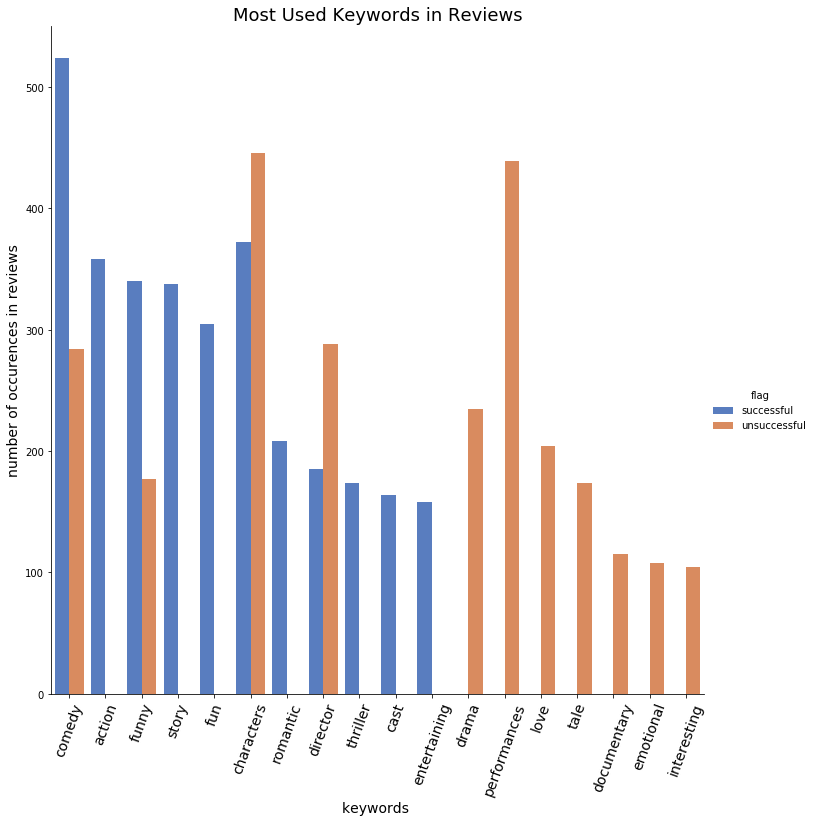 Most Used Keywords in Reviews
number of occurences in reviews
500
400
300
200
100
0
comedy
action
funny
story
fun
characters
romantic
director
thriller
cast
entertaining
drama
performances
love
tale
documentary
emotional
interesting
keywords
flag
successful
unsuccessful